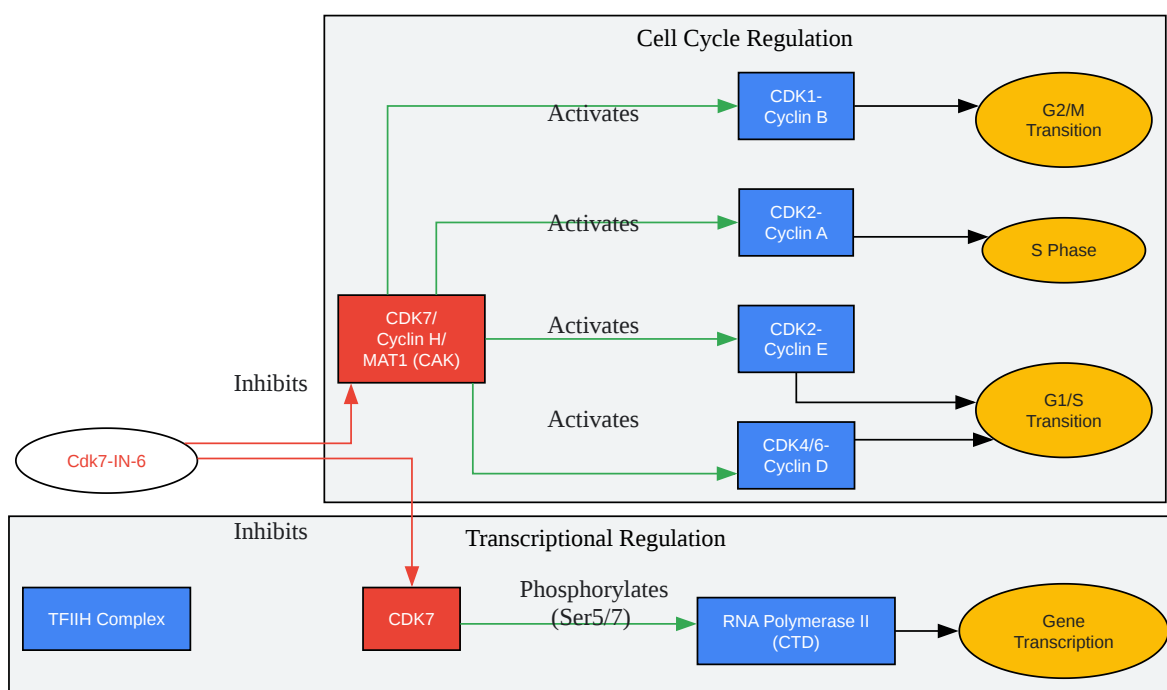 Cell Cycle Regulation
CDK1-
Cyclin B
Activates
G2/M
Transition
CDK2-
Cyclin A
Activates
S Phase
CDK7/
Cyclin H/
MAT1 (CAK)
Activates
CDK2-
Cyclin E
Inhibits
G1/S
Transition
Activates
CDK4/6-
Cyclin D
Cdk7-IN-6
Inhibits
Transcriptional Regulation
TFIIH Complex
CDK7
Phosphorylates
(Ser5/7)
RNA Polymerase II
(CTD)
Gene
Transcription